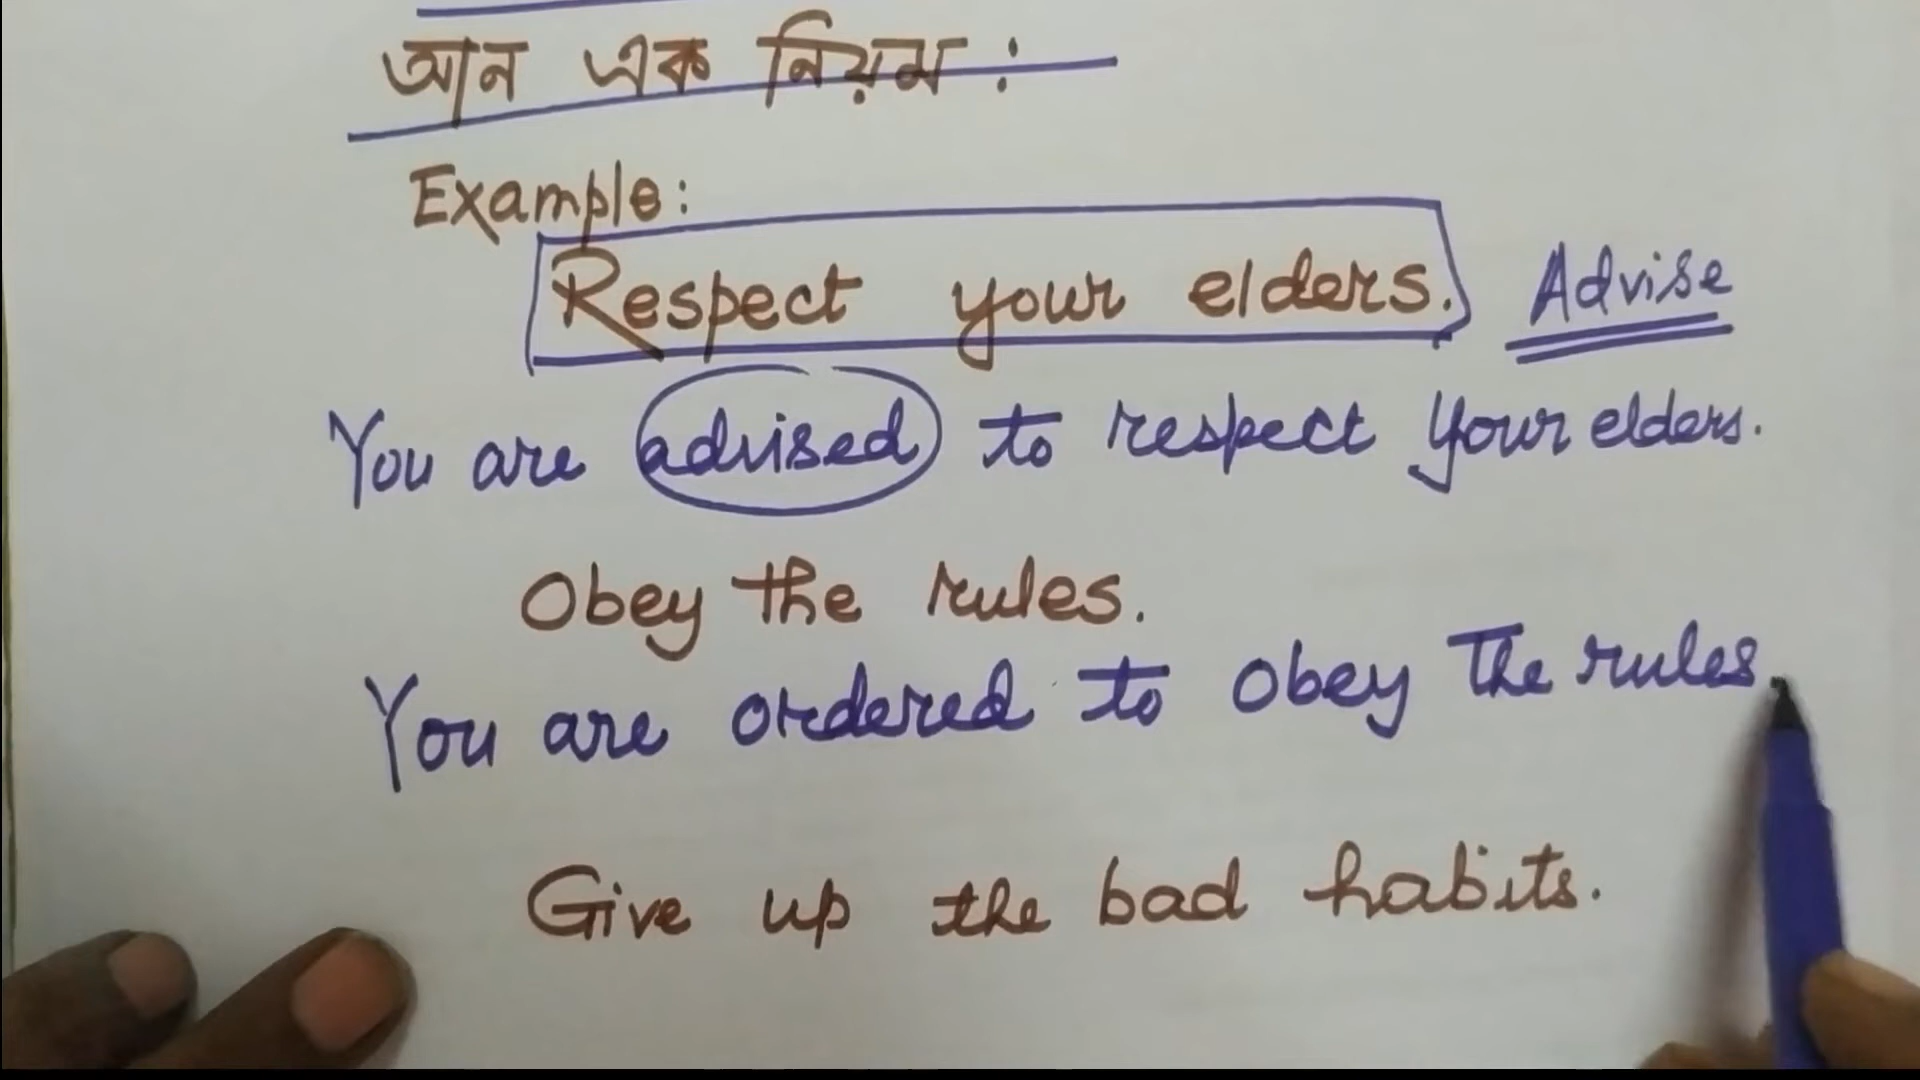 আন এক নিয়ম :
Example:
Respect your elders. Advise
You are advised to respect your elders.
Obey the rules.
You are ordered to obey the rules.
Give up the bad habits.